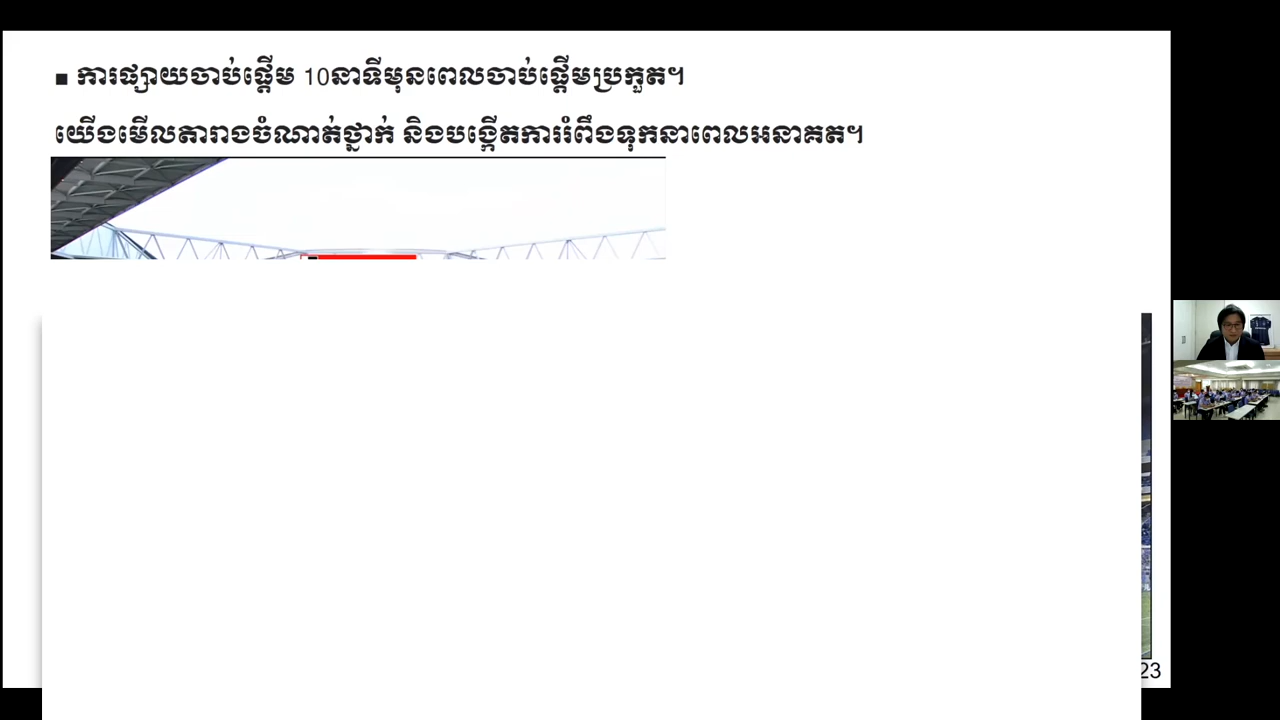 ▪ ការផ្សាយចាប់ផ្តើម 10នាទីមុនពេលចាប់ផ្តើមប្រកួត។
យើងមើលតារាងចំណាត់ថ្នាក់ និងបង្កើតការរំពឹងទុកនាពេលអនាគត។
23